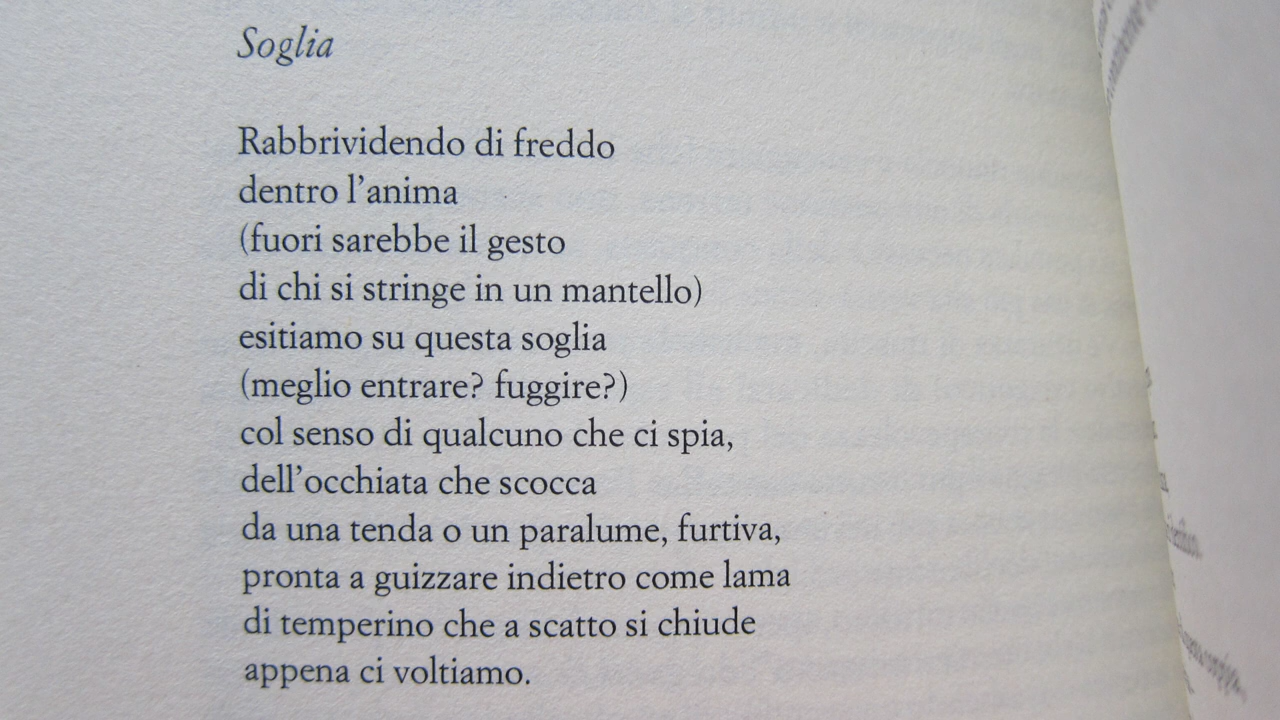 Soglia
Rabbrividendo di freddo
dentro l'anima
(fuori sarebbe il gesto
di chi si stringe in un mantello)
esitiamo su questa soglia
(meglio entrare? fuggire?)
col senso di qualcuno che ci spia,
dell'occhiata che scocca
da una tenda o un paralume, furtiva,
pronta a guizzare indietro come lama
di temperino che a scatto si chiude
appena ci voltiamo.